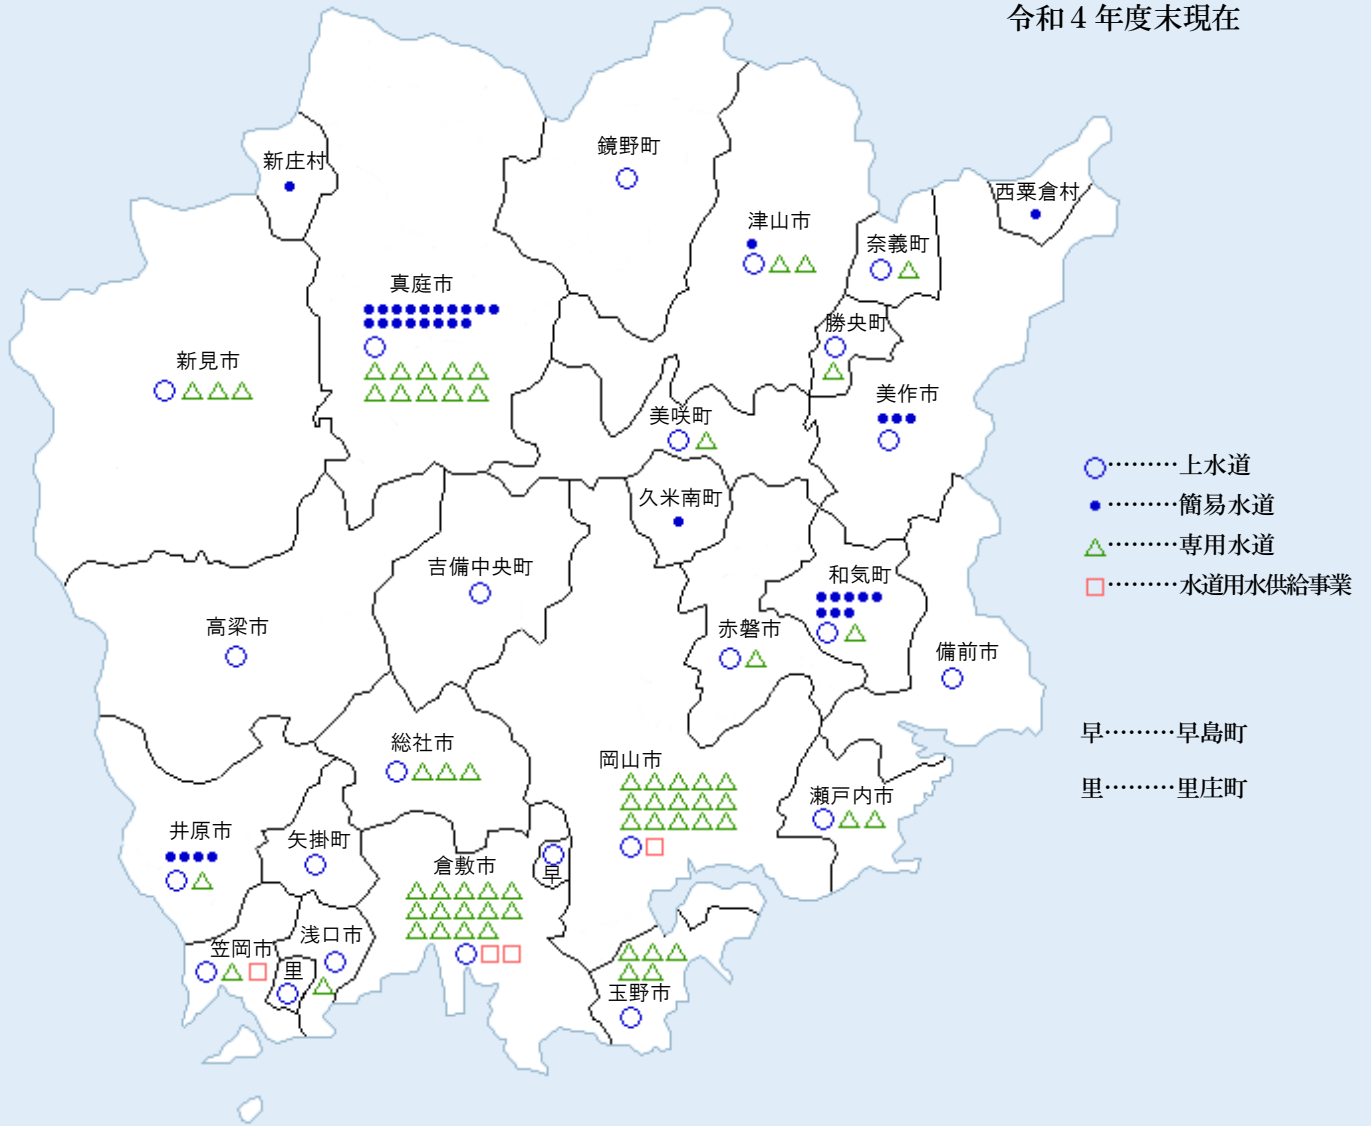 令和４年度末現在
鏡野町
新庄村
西粟倉村
津山市
奈義町
真庭市
勝央町
新見市
美作市
美咲町
久米南町
吉備中央町
和気町
高梁市
赤磐市
備前市
総社市
岡山市
瀬戸内市
井原市
矢掛町
倉敷市
早
笠岡市
浅口市
里
玉野市
………上水道
………簡易水道
………専用水道
………水道用水供給事業
早………早島町
里………里庄町